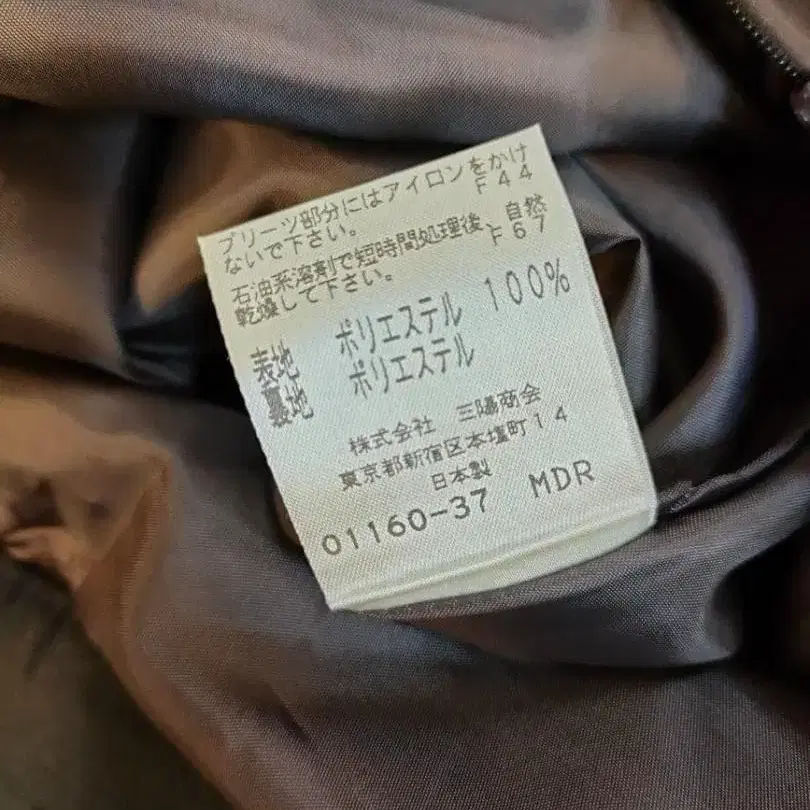 プリーツ部分にはアイロンをかけ
ないで下さい。 F44
石油系溶剤で短時間処理後 自然
乾燥して下さい。 F67
表地 ポリエステル 100%
裏地 ポリエステル
株式会社 三陽商会
東京都新宿区本塩町14
日本製
01160-37 MDR